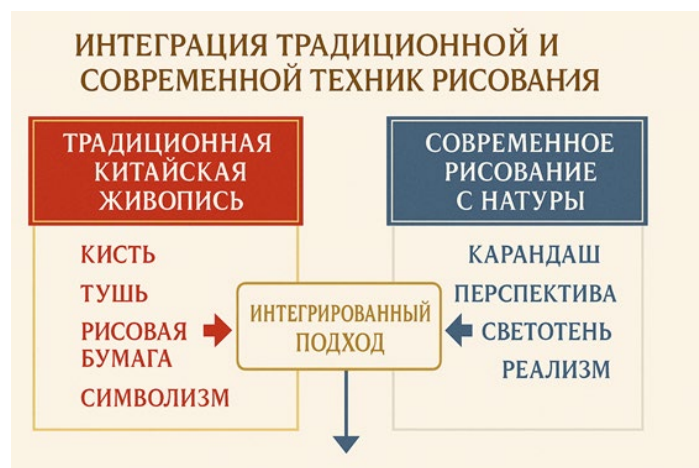 ИНТЕГРАЦИЯ ТРАДИЦИОННОЙ И
СОВРЕМЕННОЙ ТЕХНИК РИСОВАНИЯ
ТРАДИЦИОННАЯ
КИТАЙСКАЯ
ЖИВОПИСЬ
КИСТЬ
ТУШЬ
РИСОВАЯ
БУМАГА
СИМВОЛИЗМ
ИНТЕГРИРОВАННЫЙ
ПОДХОД
СОВРЕМЕННОЕ
РИСОВАНИЕ
С НАТУРЫ
КАРАНДАШ
ПЕРСПЕКТИВА
СВЕТОТЕНЬ
РЕАЛИЗМ